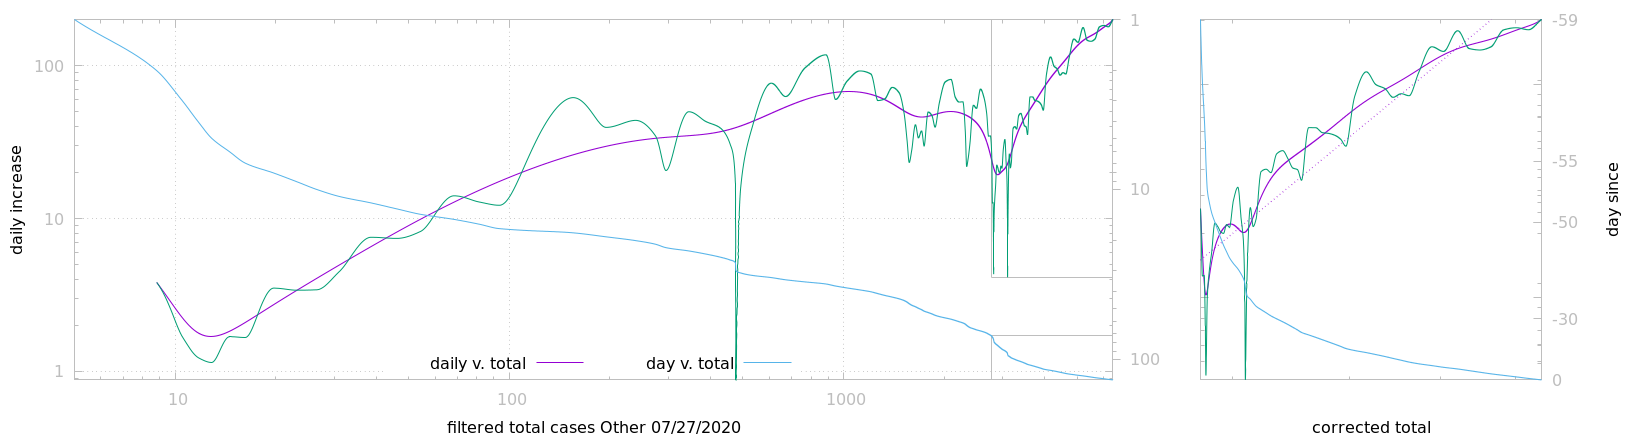 100
10
1
daily increase
10
100
1000
filtered total cases Other 07/27/2020
daily v. total
day v. total
1
10
100
-59
-55
-50
-30
0
day since
corrected total